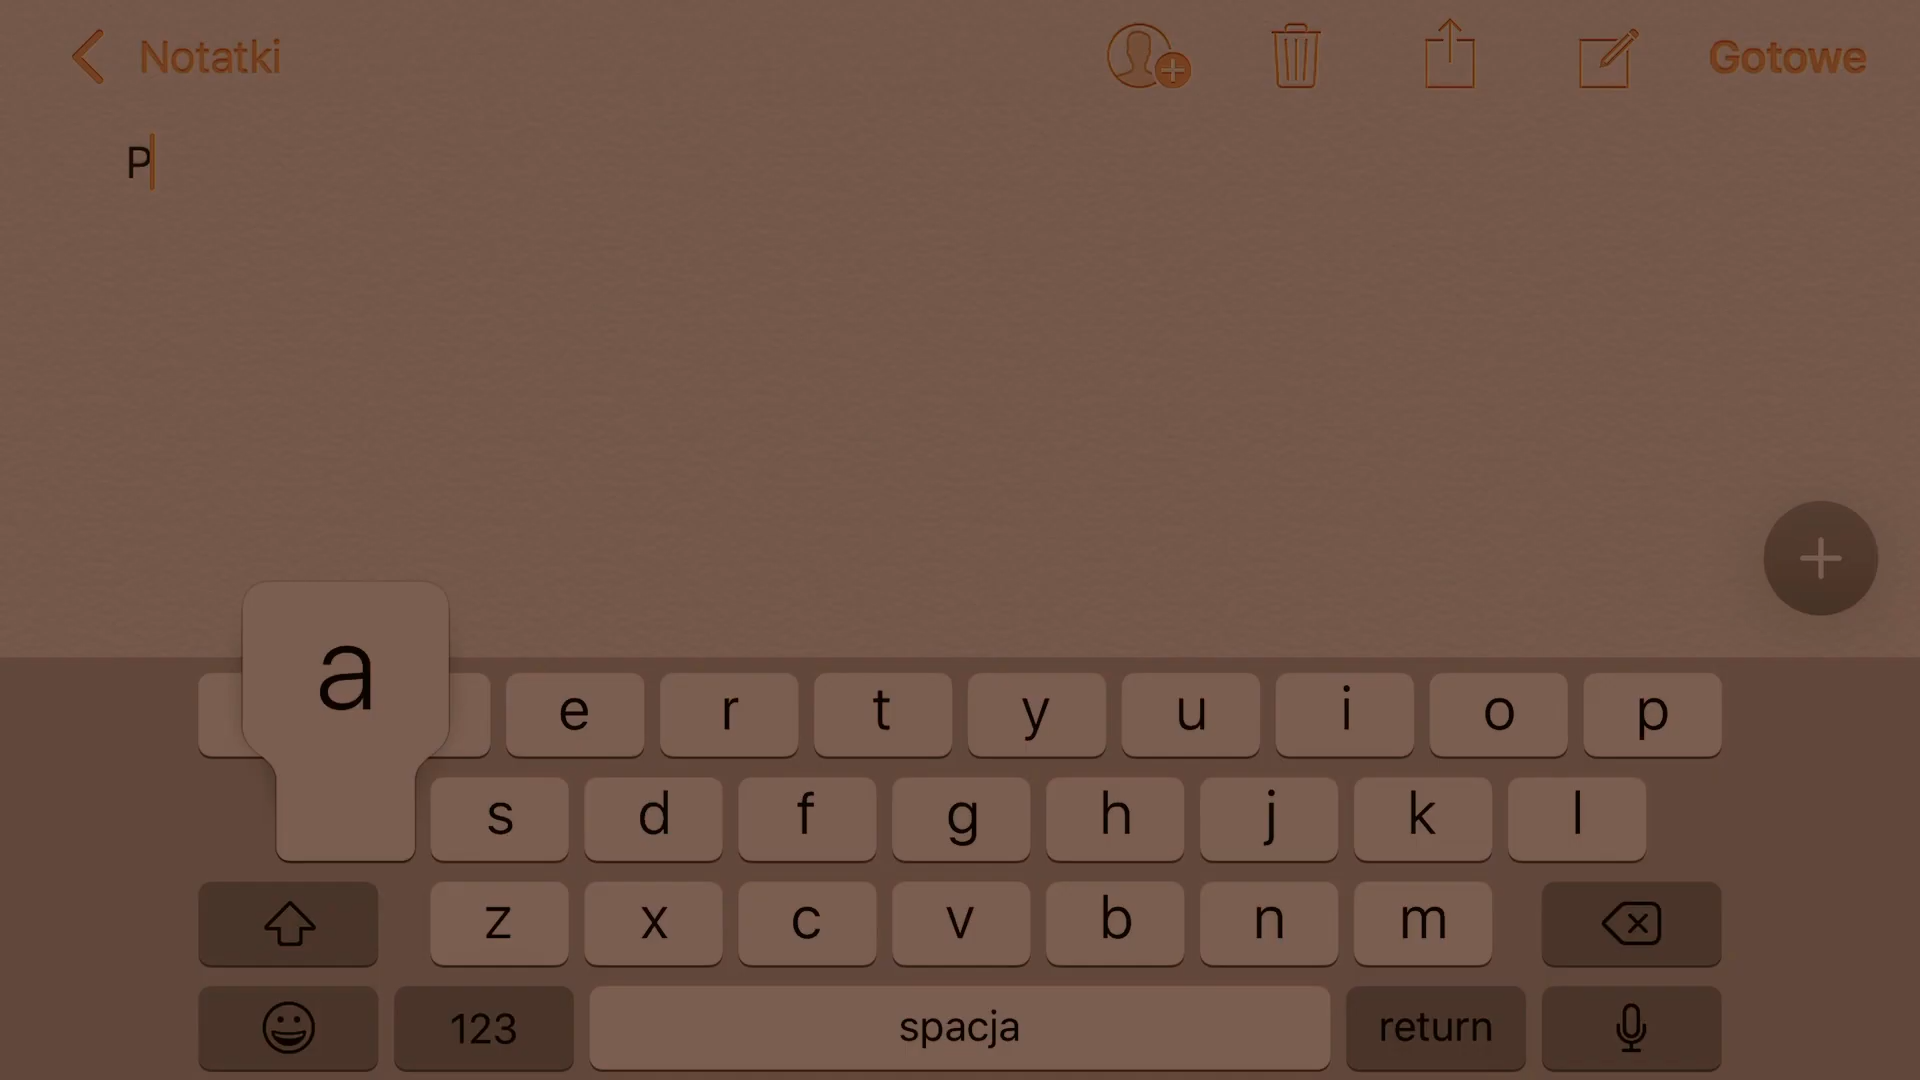 Notatki Gotowe
P
a
e r t y u i o p
s d f g h j k l
z x c v b n m
123 spacja return